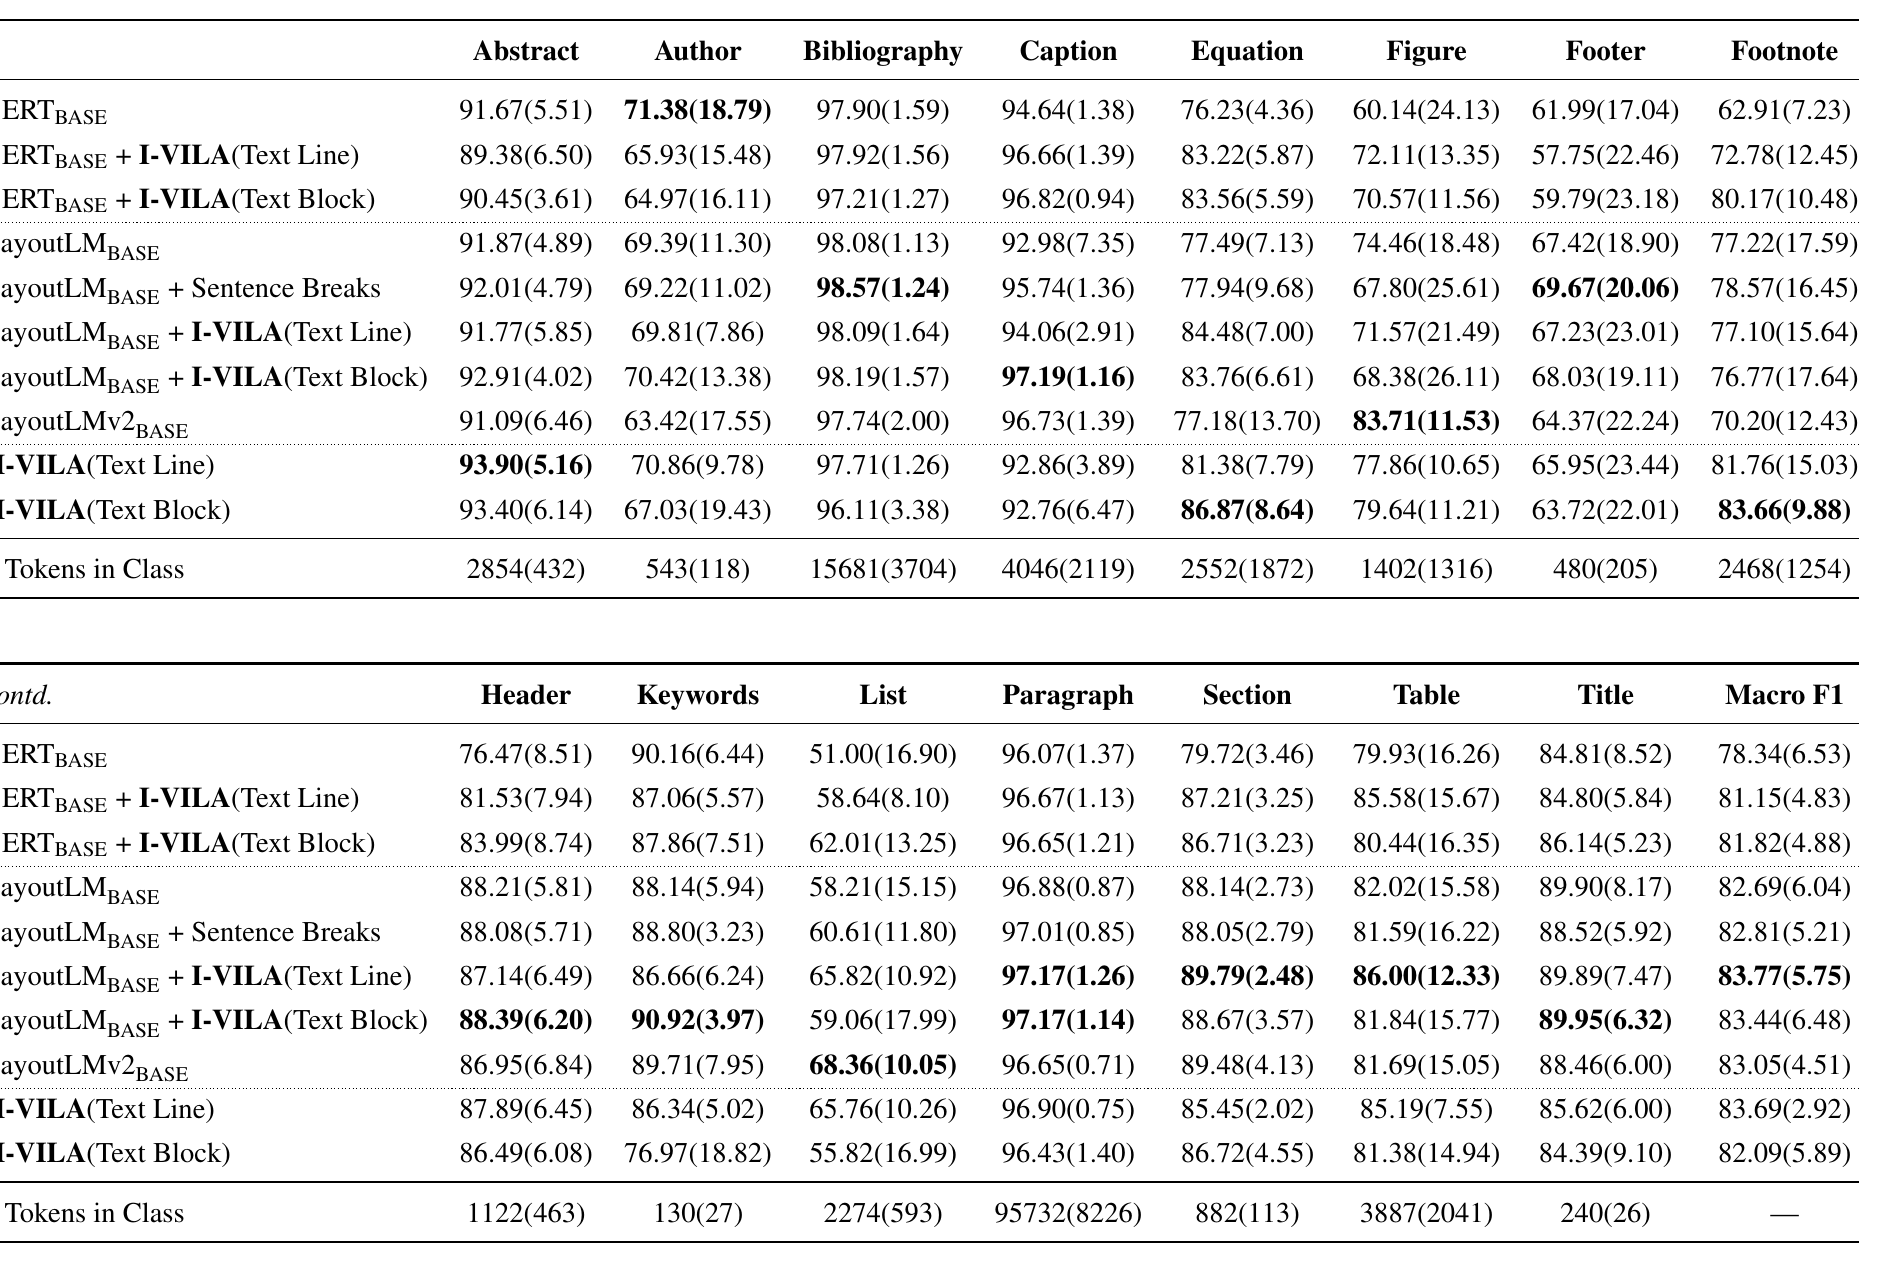 Abstract Author Bibliography Caption Equation Figure Footer Footnote
ERTBASE 91.67(5.51) 71.38(18.79) 97.90(1.59) 94.64(1.38) 76.23(4.36) 60.14(24.13) 61.99(17.04) 62.91(7.23)
ERTBASE + I-VILA(Text Line) 89.38(6.50) 65.93(15.48) 97.92(1.56) 96.66(1.39) 83.22(5.87) 72.11(13.35) 57.75(22.46) 72.78(12.45)
ERTBASE + I-VILA(Text Block) 90.45(3.61) 64.97(16.11) 97.21(1.27) 96.82(0.94) 83.56(5.59) 70.57(11.56) 59.79(23.18) 80.17(10.48)
ayoutLMBASE 91.87(4.89) 69.39(11.30) 98.08(1.13) 92.98(7.35) 77.49(7.13) 74.46(18.48) 67.42(18.90) 77.22(17.59)
ayoutLMBASE + Sentence Breaks 92.01(4.79) 69.22(11.02) 98.57(1.24) 95.74(1.36) 77.94(9.68) 67.80(25.61) 69.67(20.06) 78.57(16.45)
ayoutLMBASE + I-VILA(Text Line) 91.77(5.85) 69.81(7.86) 98.09(1.64) 94.06(2.91) 84.48(7.00) 71.57(21.49) 67.23(23.01) 77.10(15.64)
ayoutLMBASE + I-VILA(Text Block) 92.91(4.02) 70.42(13.38) 98.19(1.57) 97.19(1.16) 83.76(6.61) 68.38(26.11) 68.03(19.11) 76.77(17.64)
ayoutLMv2BASE 91.09(6.46) 63.42(17.55) 97.74(2.00) 96.73(1.39) 77.18(13.70) 83.71(11.53) 64.37(22.24) 70.20(12.43)
I-VILA(Text Line) 93.90(5.16) 70.86(9.78) 97.71(1.26) 92.86(3.89) 81.38(7.79) 77.86(10.65) 65.95(23.44) 81.76(15.03)
I-VILA(Text Block) 93.40(6.14) 67.03(19.43) 96.11(3.38) 92.76(6.47) 86.87(8.64) 79.64(11.21) 63.72(22.01) 83.66(9.88)
Tokens in Class 2854(432) 543(118) 15681(3704) 4046(2119) 2552(1872) 1402(1316) 480(205) 2468(1254)
ontd. Header Keywords List Paragraph Section Table Title Macro F1
ERTBASE 76.47(8.51) 90.16(6.44) 51.00(16.90) 96.07(1.37) 79.72(3.46) 79.93(16.26) 84.81(8.52) 78.34(6.53)
ERTBASE + I-VILA(Text Line) 81.53(7.94) 87.06(5.57) 58.64(8.10) 96.67(1.13) 87.21(3.25) 85.58(15.67) 84.80(5.84) 81.15(4.83)
ERTBASE + I-VILA(Text Block) 83.99(8.74) 87.86(7.51) 62.01(13.25) 96.65(1.21) 86.71(3.23) 80.44(16.35) 86.14(5.23) 81.82(4.88)
ayoutLMBASE 88.21(5.81) 88.14(5.94) 58.21(15.15) 96.88(0.87) 88.14(2.73) 82.02(15.58) 89.90(8.17) 82.69(6.04)
ayoutLMBASE + Sentence Breaks 88.08(5.71) 88.80(3.23) 60.61(11.80) 97.01(0.85) 88.05(2.79) 81.59(16.22) 88.52(5.92) 82.81(5.21)
ayoutLMBASE + I-VILA(Text Line) 87.14(6.49) 86.66(6.24) 65.82(10.92) 97.17(1.26) 89.79(2.48) 86.00(12.33) 89.89(7.47) 83.77(5.75)
ayoutLMBASE + I-VILA(Text Block) 88.39(6.20) 90.92(3.97) 59.06(17.99) 97.17(1.14) 88.67(3.57) 81.84(15.77) 89.95(6.32) 83.44(6.48)
ayoutLMv2BASE 86.95(6.84) 89.71(7.95) 68.36(10.05) 96.65(0.71) 89.48(4.13) 81.69(15.05) 88.46(6.00) 83.05(4.51)
I-VILA(Text Line) 87.89(6.45) 86.34(5.02) 65.76(10.26) 96.90(0.75) 85.45(2.02) 85.19(7.55) 85.62(6.00) 83.69(2.92)
I-VILA(Text Block) 86.49(6.08) 76.97(18.82) 55.82(16.99) 96.43(1.40) 86.72(4.55) 81.38(14.94) 84.39(9.10) 82.09(5.89)
Tokens in Class 1122(463) 130(27) 2274(593) 95732(8226) 882(113) 3887(2041) 240(26) —